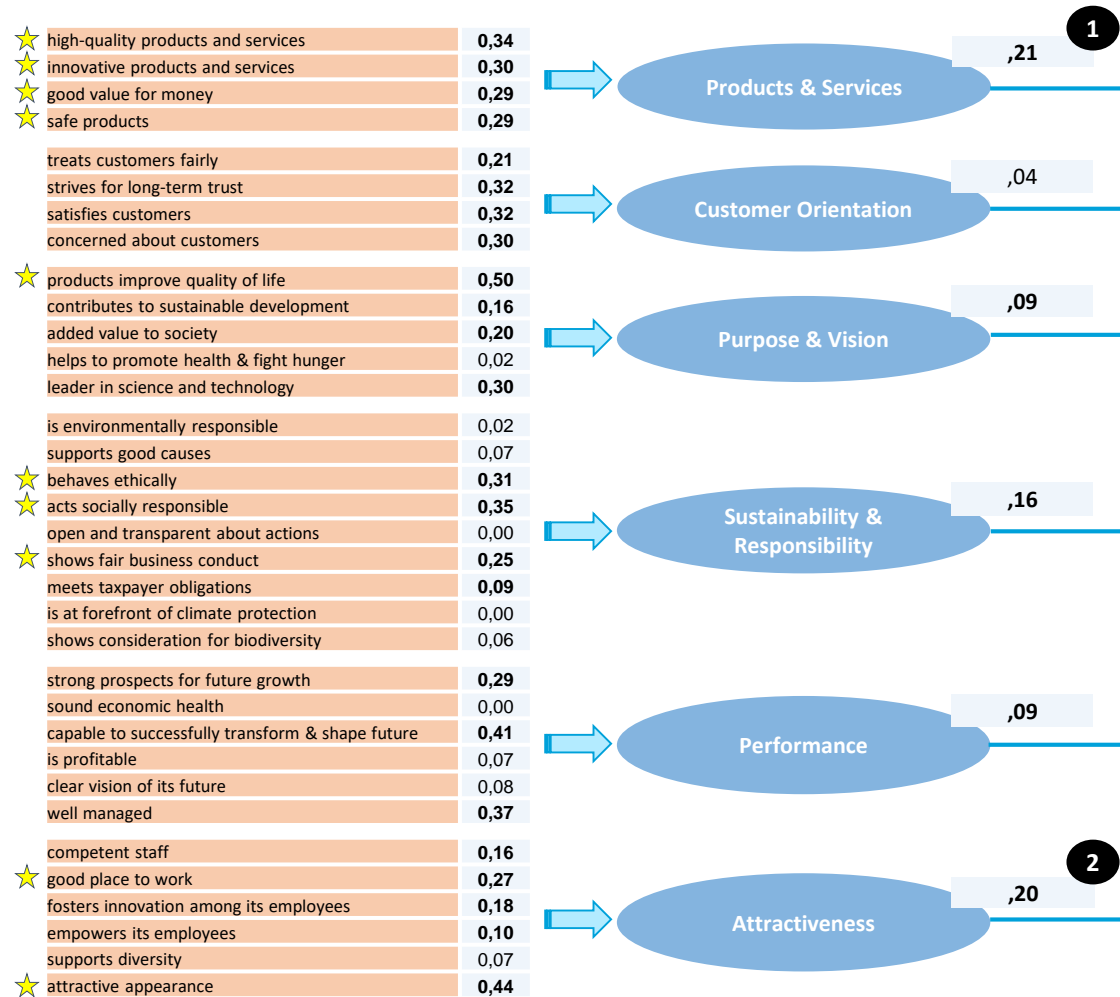 1
high-quality products and services 0,34
innovative products and services 0,30
good value for money 0,29
safe products 0,29
Products & Services
,21
treats customers fairly 0,21
strives for long-term trust 0,32
satisfies customers 0,32
concerned about customers 0,30
Customer Orientation
,04
products improve quality of life 0,50
contributes to sustainable development 0,16
added value to society 0,20
helps to promote health & fight hunger 0,02
leader in science and technology 0,30
Purpose & Vision
,09
is environmentally responsible 0,02
supports good causes 0,07
behaves ethically 0,31
acts socially responsible 0,35
open and transparent about actions 0,00
shows fair business conduct 0,25
meets taxpayer obligations 0,09
is at forefront of climate protection 0,00
shows consideration for biodiversity 0,06
Sustainability &
Responsibility
,16
strong prospects for future growth 0,29
sound economic health 0,00
capable to successfully transform & shape future 0,41
is profitable 0,07
clear vision of its future 0,08
well managed 0,37
Performance
,09
2
competent staff 0,16
good place to work 0,27
fosters innovation among its employees 0,18
empowers its employees 0,10
supports diversity 0,07
attractive appearance 0,44
Attractiveness
,20